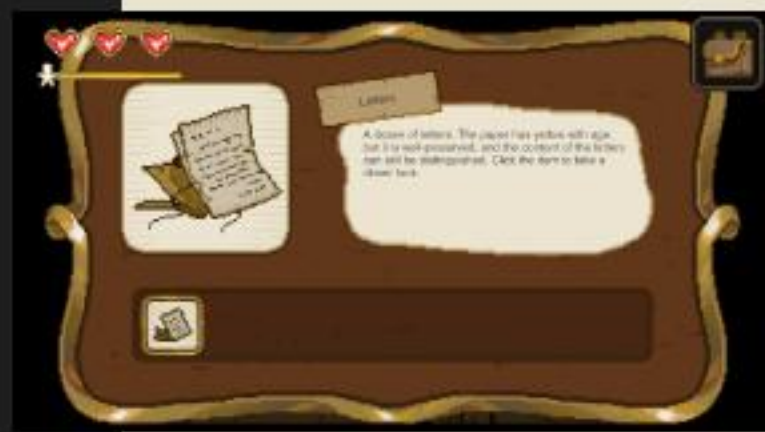 Letters
A dozen of letters. The paper has yellow with age
but it is well-preserved, and the content of the letters
can still be distinguished. Click the item to take a
closer look.